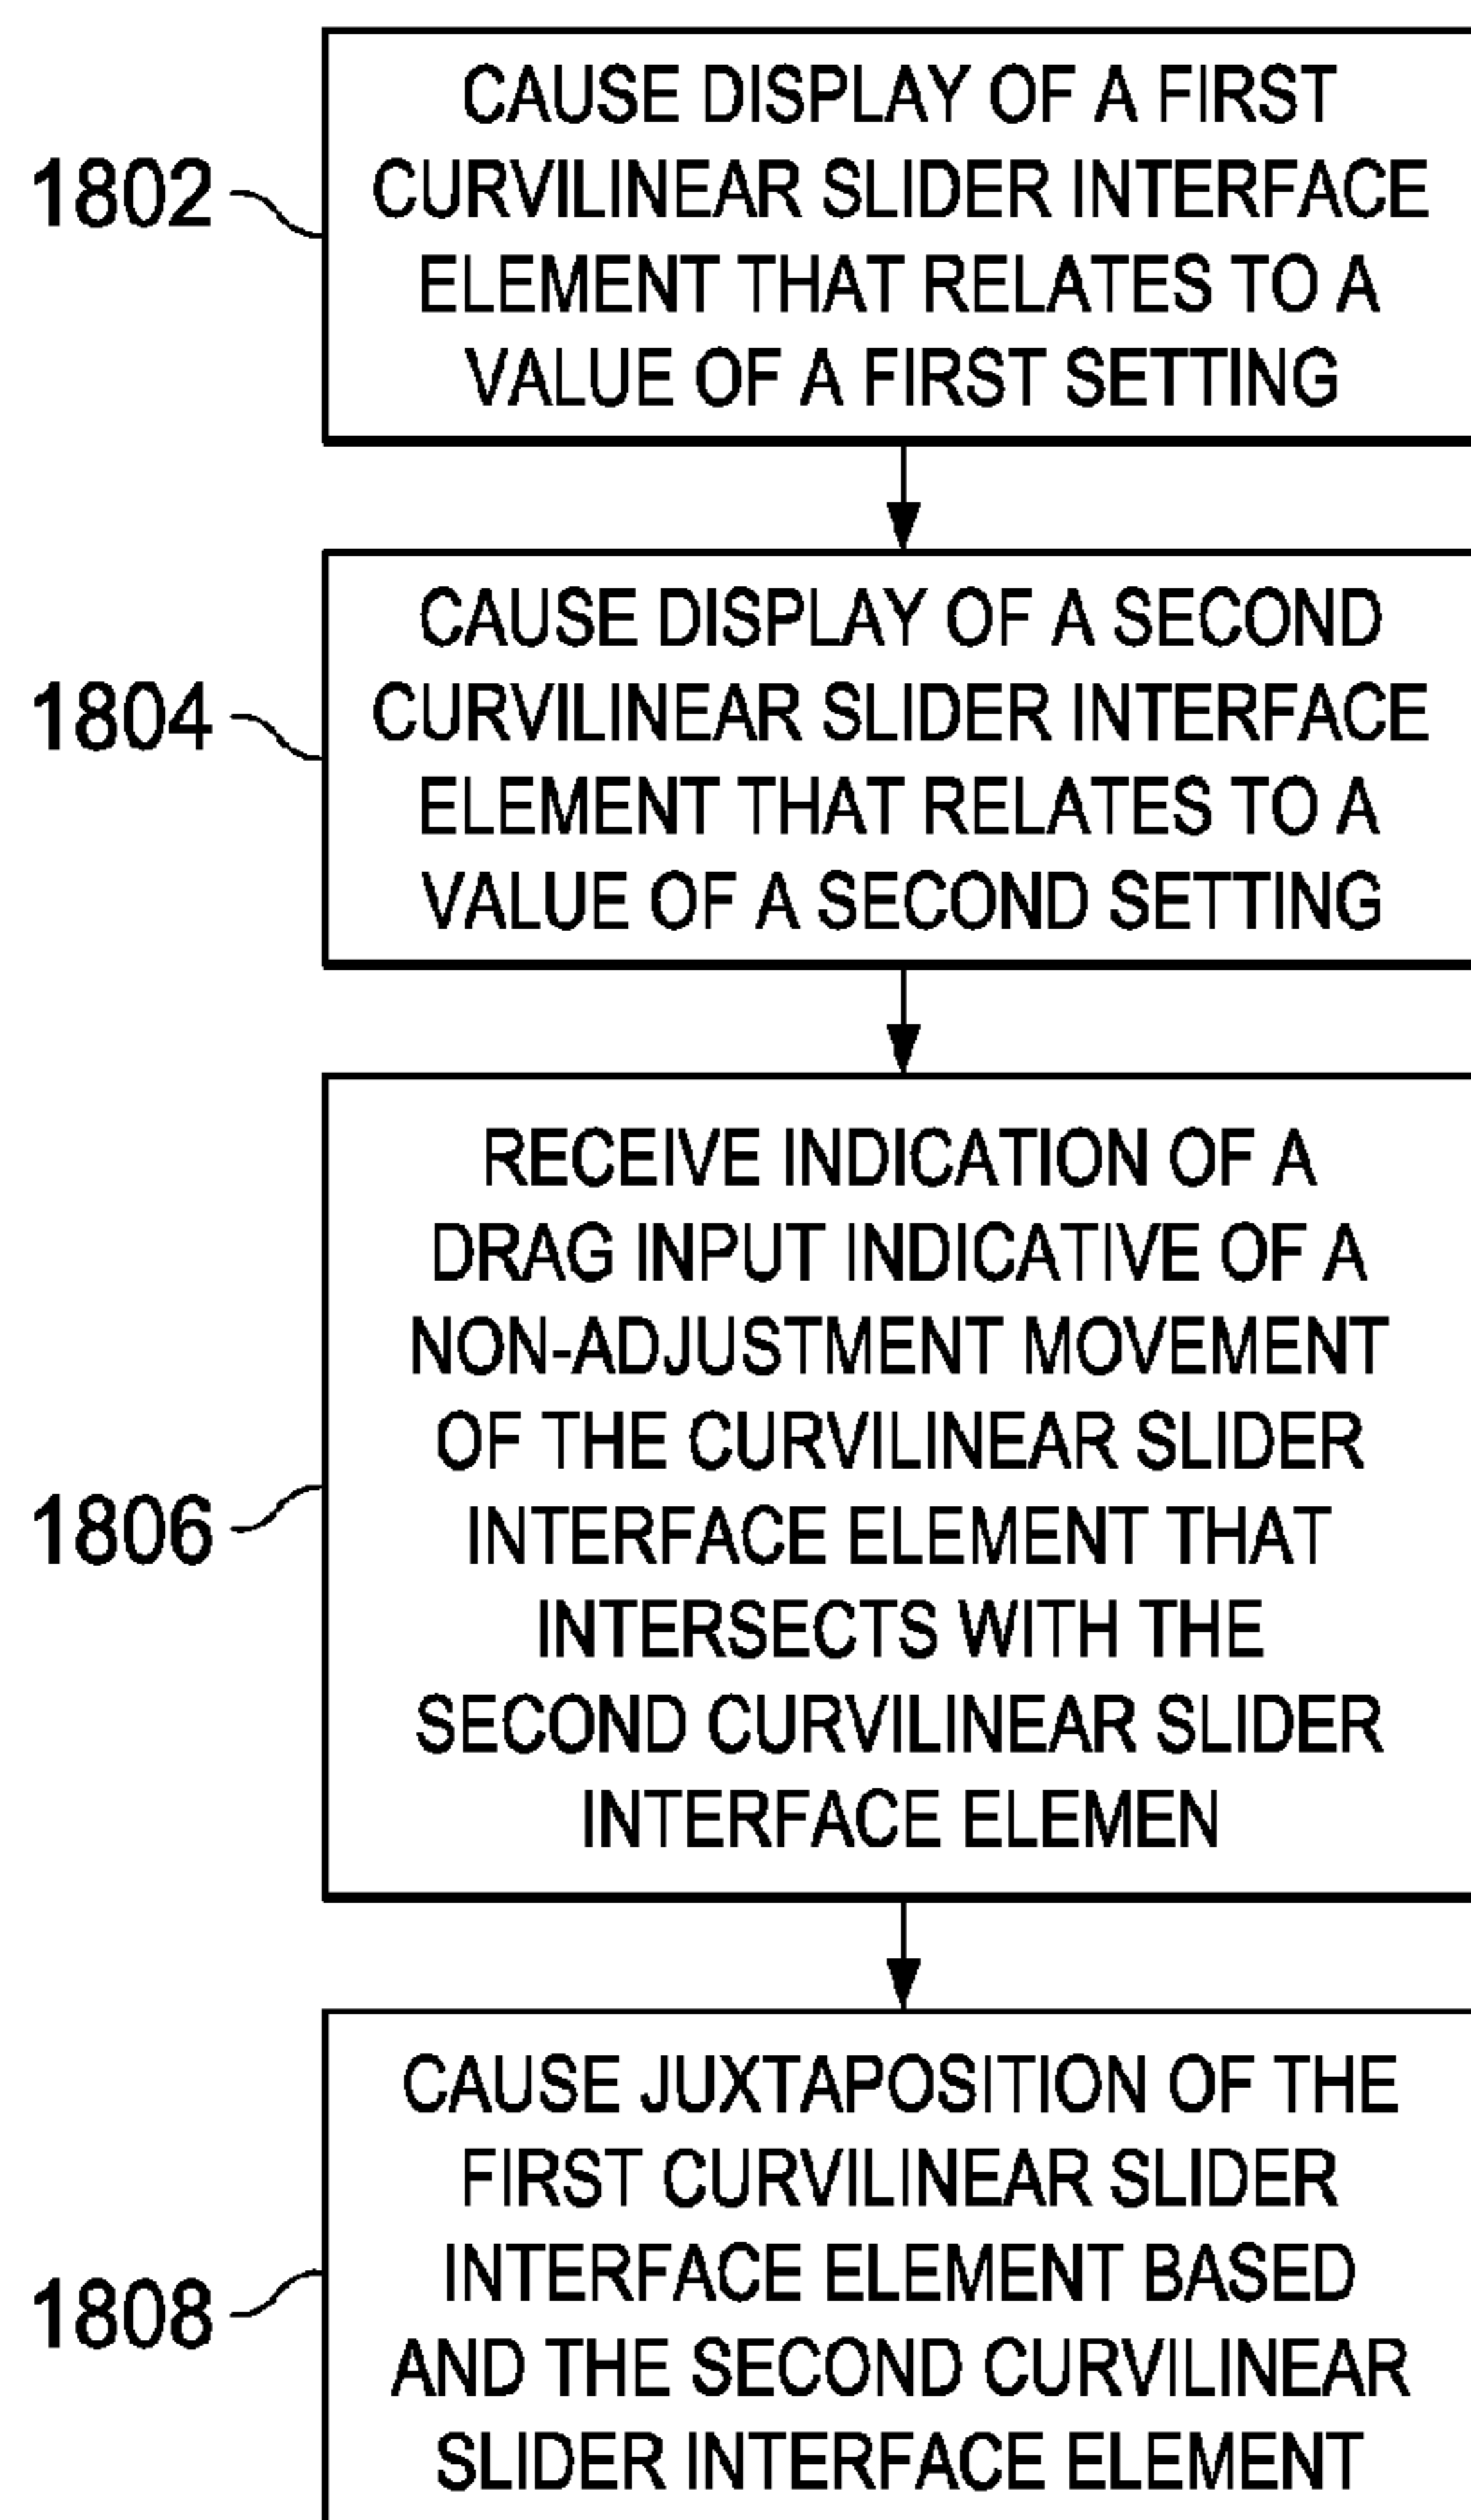 CAUSE DISPLAY OF A FIRST
CURVILINEAR SLIDER INTERFACE
ELEMENT THAT RELATES TO A
VALUE OF A FIRST SETTING
1802
CAUSE DISPLAY OF A SECOND
CURVILINEAR SLIDER INTERFACE
ELEMENT THAT RELATES TO A
VALUE OF A SECOND SETTING
1804
RECEIVE INDICATION OF A
DRAG INPUT INDICATIVE OF A
NON-ADJUSTMENT MOVEMENT
OF THE CURVILINEAR SLIDER
INTERFACE ELEMENT THAT
INTERSECTS WITH THE
SECOND CURVILINEAR SLIDER
INTERFACE ELEMEN
1806
CAUSE JUXTAPOSITION OF THE
FIRST CURVILINEAR SLIDER
INTERFACE ELEMENT BASED
AND THE SECOND CURVILINEAR
SLIDER INTERFACE ELEMENT
1808